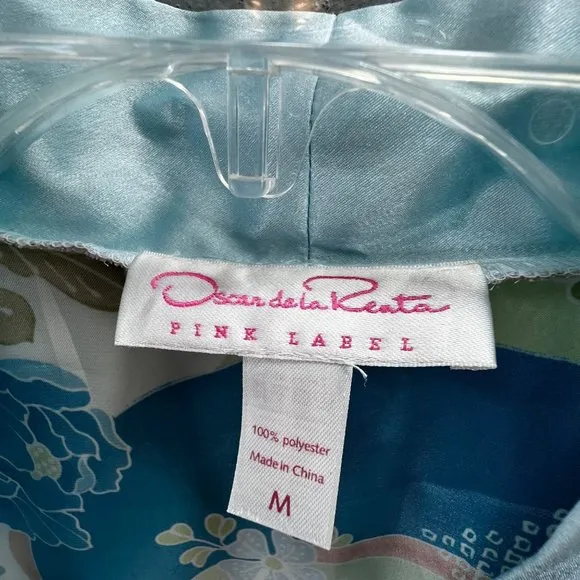 Oscar de la Renta
PINK LABEL
100% polyester
Made in China
M